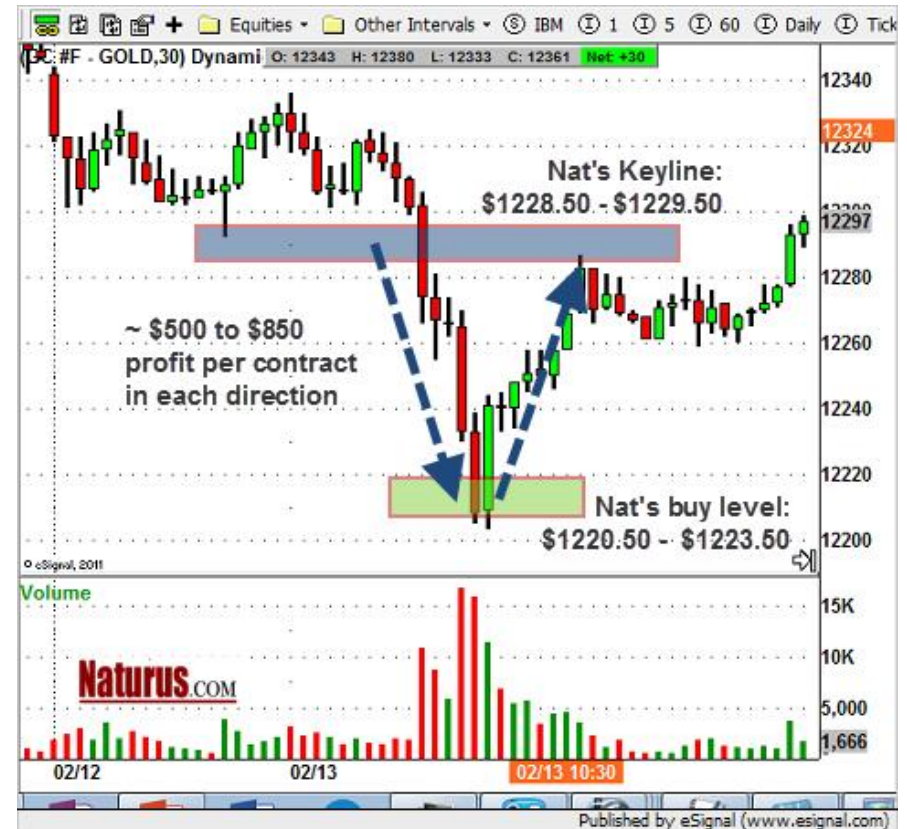 Equities Other Intervals S IBM I 1 I 5 I 60 I Daily I Tick
GC #F - GOLD,30) Dynami O: 12343 H: 12380 L: 12333 C: 12361 Net: +30
12340
12324
12320
Nat's Keyline:
$1228.50 - $1229.50
12297
12280
~ $500 to $850
profit per contract
in each direction
12260
12240
12220
Nat's buy level:
$1220.50 - $1223.50
12200
© eSignal, 2011
Volume
15K
10K
Naturus.COM
5,000
1,666
02/12 02/13 02/13 10:30
Published by eSignal (www.esignal.com)